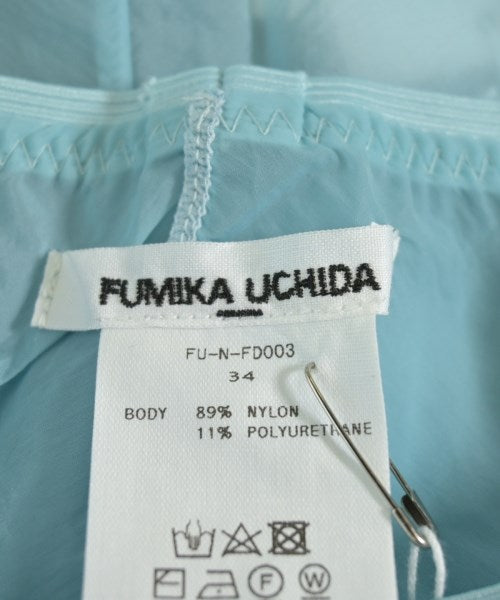 FUMIKA UCHIDA
FU-N-FD003
34
BODY 89% NYLON
11% POLYURETHANE
F W